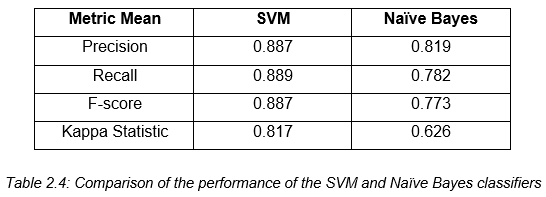 Metric Mean SVM Naïve Bayes
Precision 0.887 0.819
Recall 0.889 0.782
F-score 0.887 0.773
Kappa Statistic 0.817 0.626
Table 2.4: Comparison of the performance of the SVM and Naïve Bayes classifiers